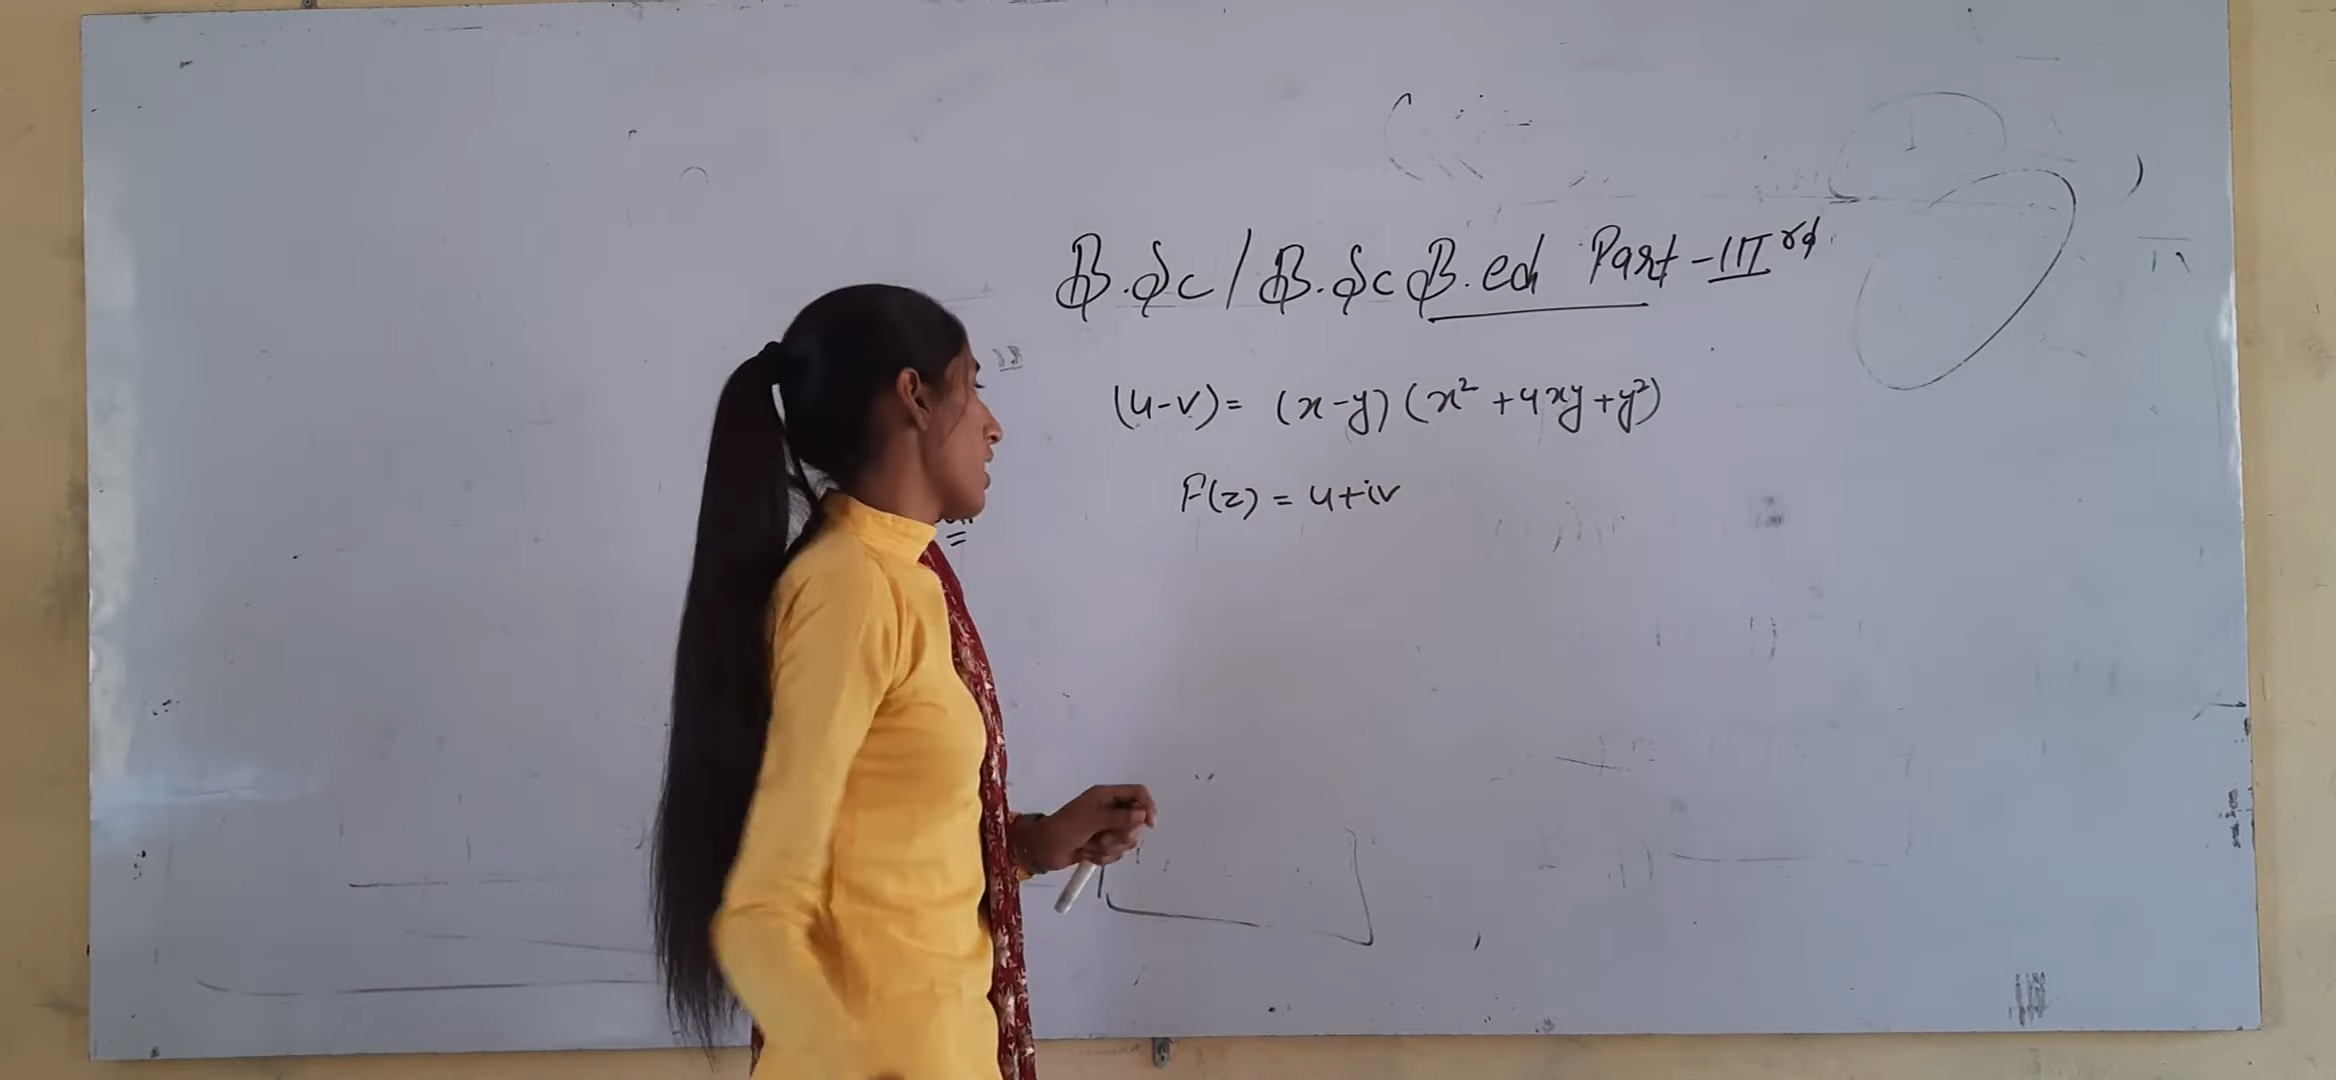 B.Sc / B.Sc B.ed Part-IIIrd
(u-v) = (x-y) (x² + 4xy + y²)
F(z) = u+iv